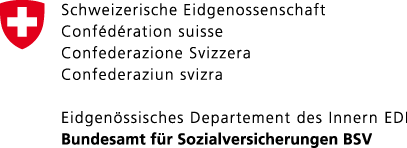 Schweizerische Eidgenossenschaft
Confédération suisse
Confederazione Svizzera
Confederaziun svizra
Eidgenössisches Departement des Innern EDI
Bundesamt für Sozialversicherungen BSV